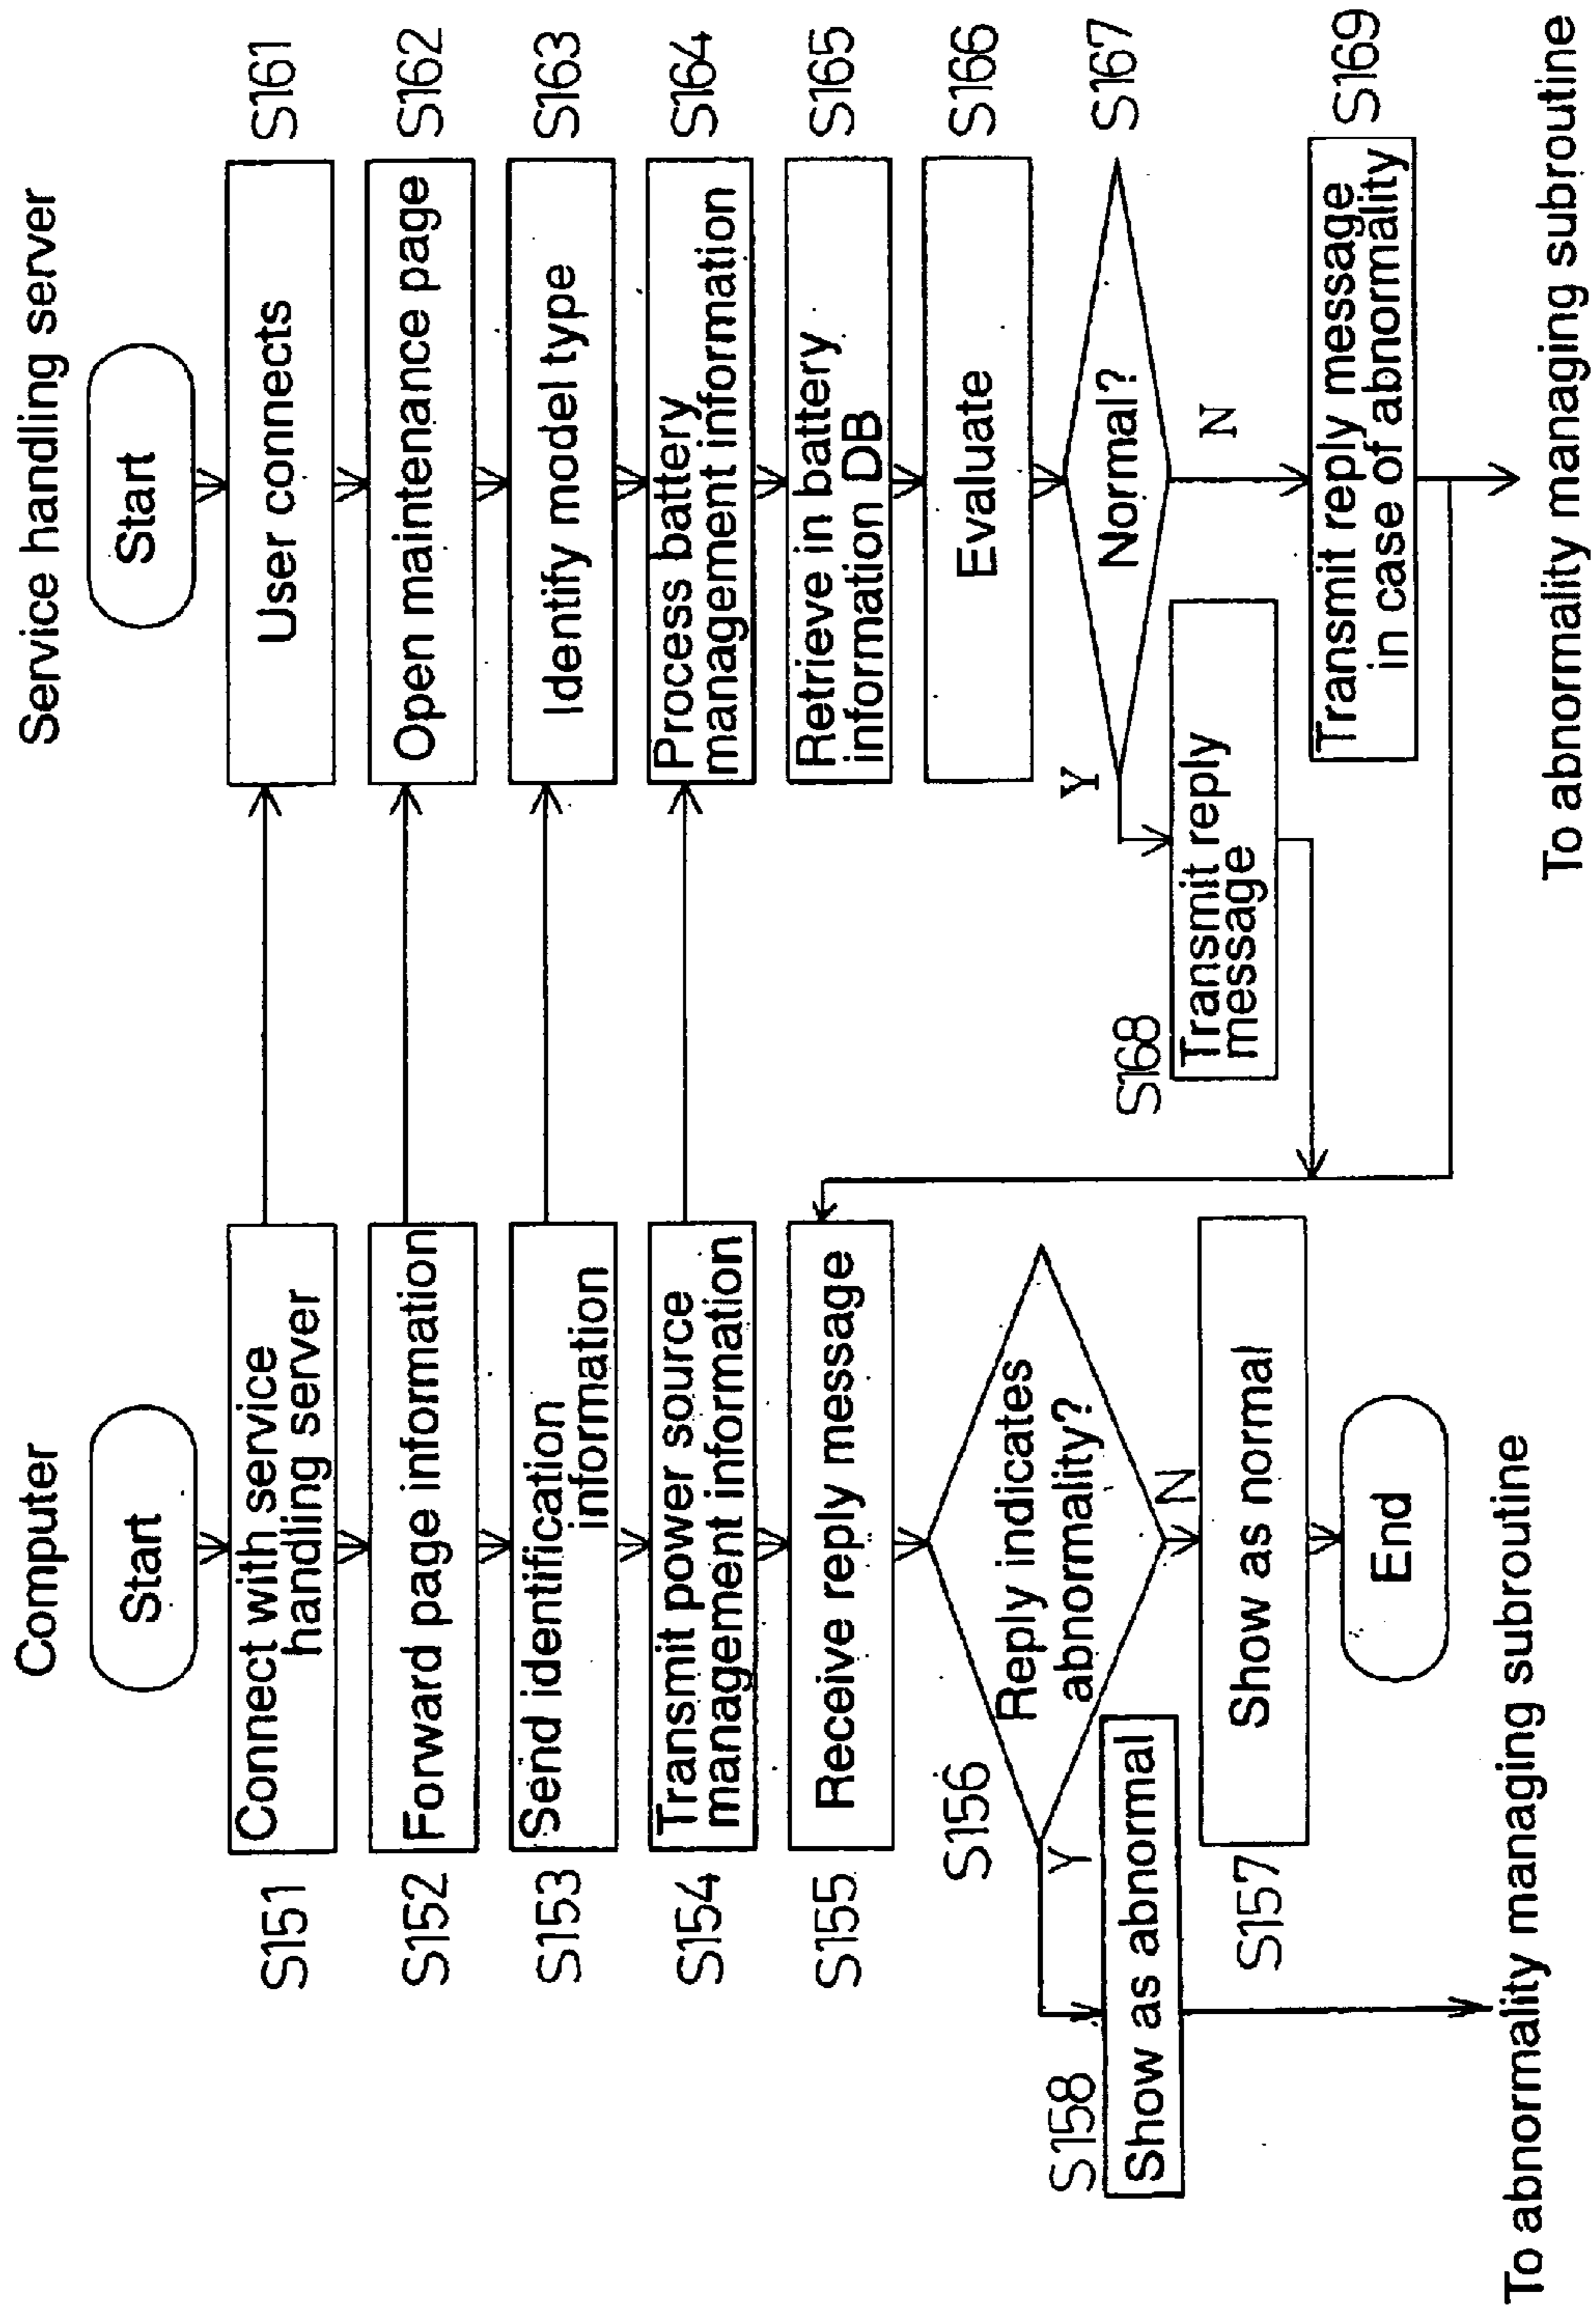 Computer
Start
S151
Connect with service
handling server
S152
Forward page information
S153
Send identification
information
S154
Transmit power source
management information
S155
Receive reply message
S156
Reply indicates
abnormality?
Y
N
S158
Show as abnormal
S157
Show as normal
End
To abnormality managing subroutine
Service handling server
Start
User connects
S161
Open maintenance page
S162
Identify model type
S163
Process battery
management information
S164
Retrieve in battery
information DB
S165
Evaluate
S166
Normal?
S167
Y
N
S168
Transmit reply
message
Transmit reply message
in case of abnormality
S169
To abnormality managing subroutine